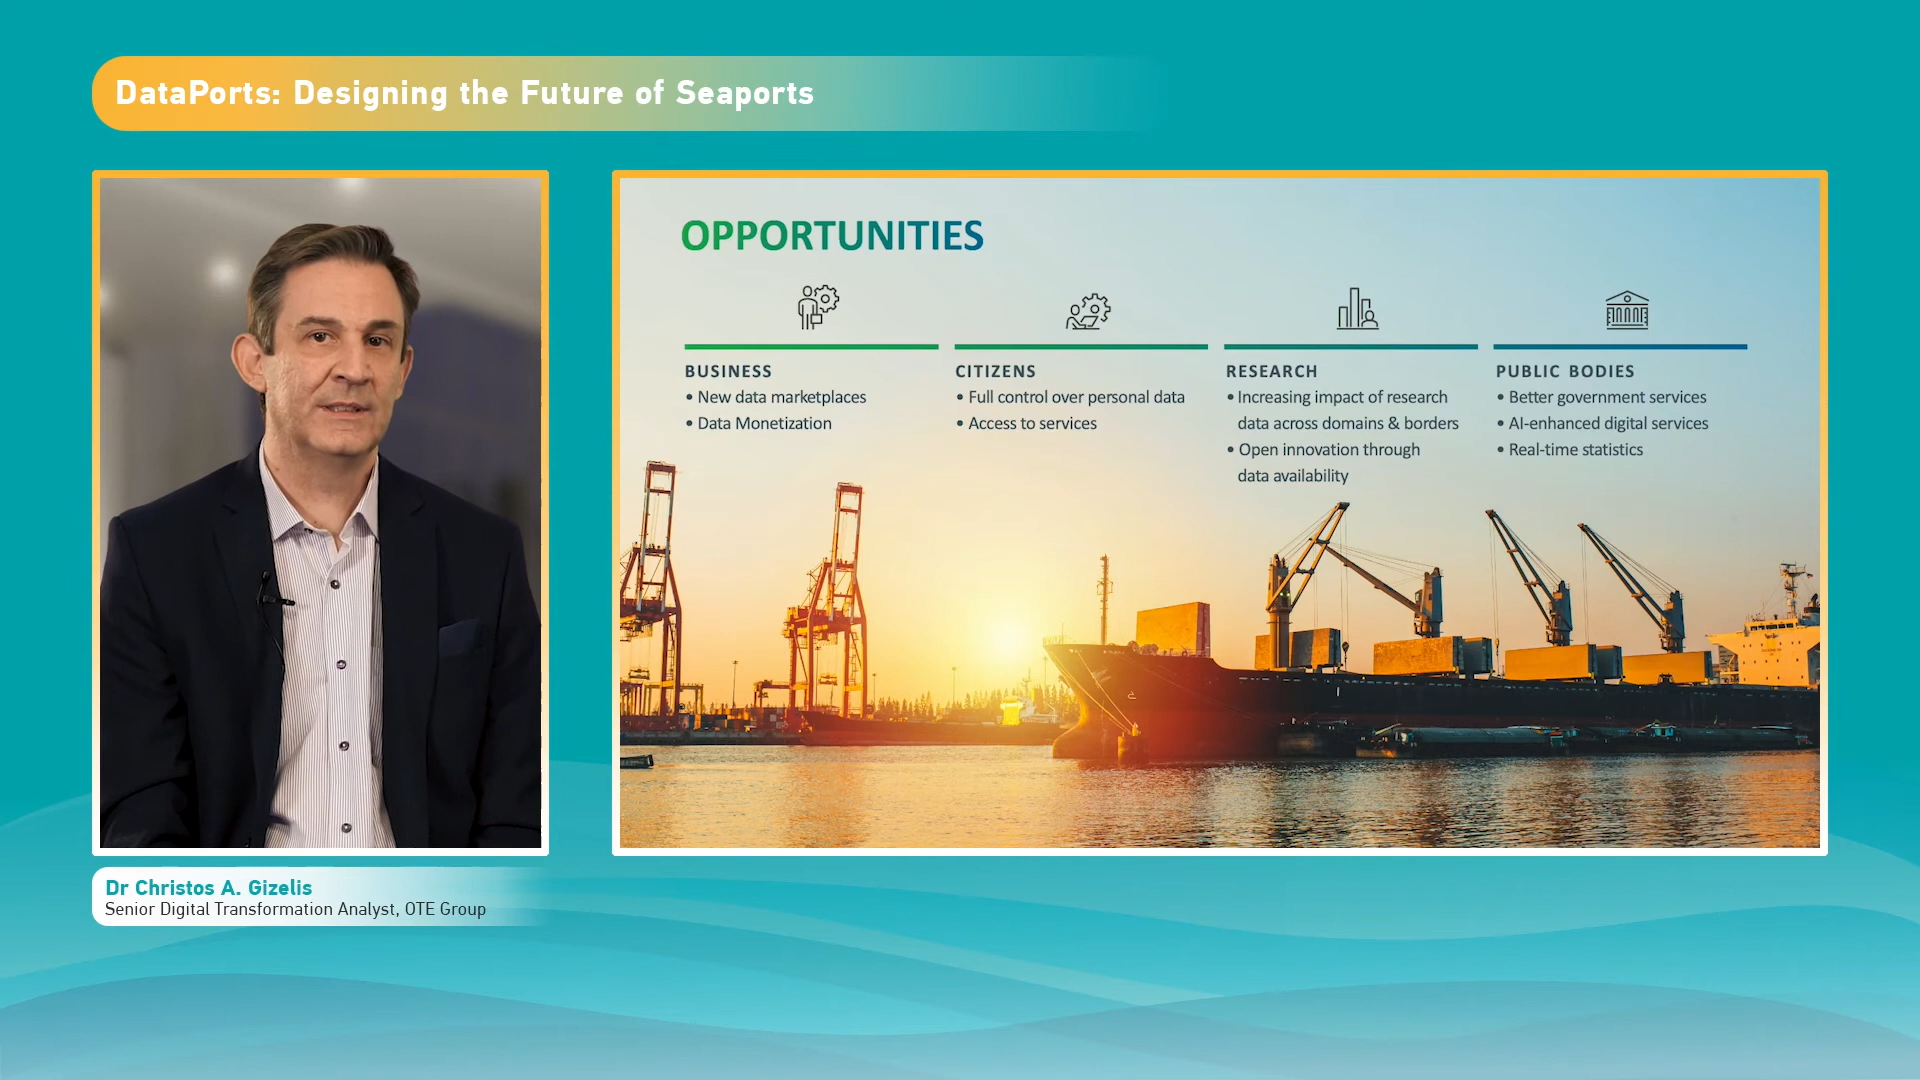 DataPorts: Designing the Future of Seaports
OPPORTUNITIES
BUSINESS
• New data marketplaces
• Data Monetization
CITIZENS
• Full control over personal data
• Access to services
RESEARCH
• Increasing impact of research
data across domains & borders
• Open innovation through
data availability
PUBLIC BODIES
• Better government services
• AI-enhanced digital services
• Real-time statistics
Dr Christos A. Gizelis
Senior Digital Transformation Analyst, OTE Group